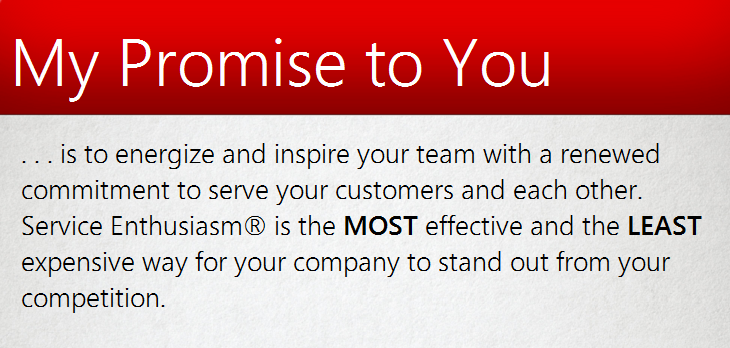 My Promise to You
. . . is to energize and inspire your team with a renewed
commitment to serve your customers and each other.
Service Enthusiasm® is the MOST effective and the LEAST
expensive way for your company to stand out from your
competition.